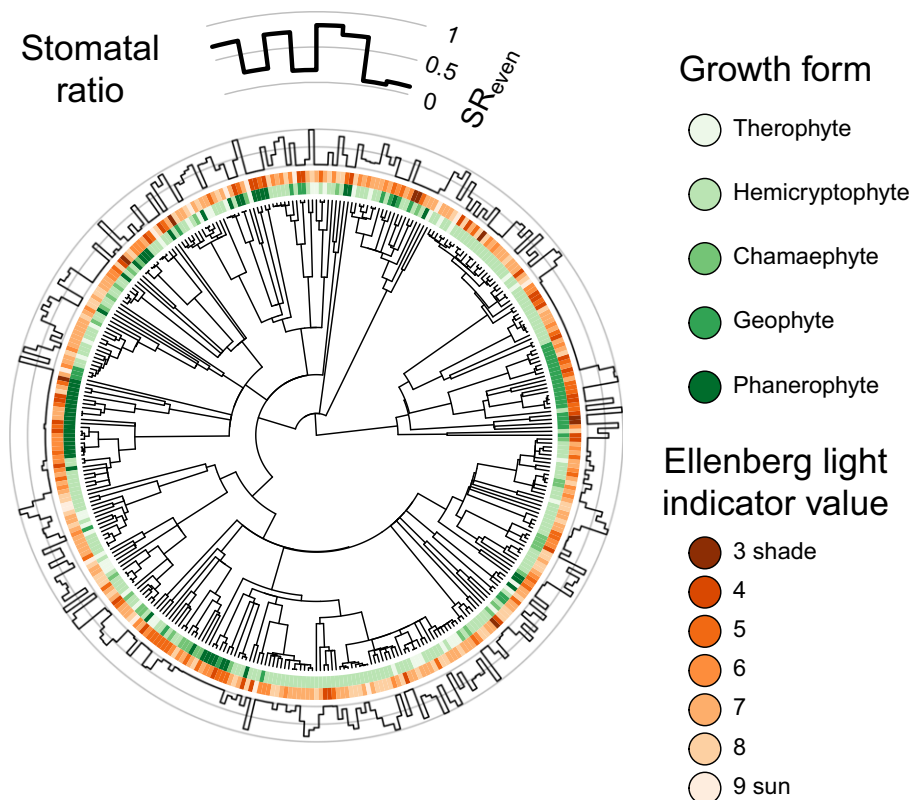 Stomatal
ratio
1
0.5
0
SReven
Growth form
Therophyte
Hemicryptophyte
Chamaephyte
Geophyte
Phanerophyte
Ellenberg light
indicator value
3 shade
4
5
6
7
8
9 sun